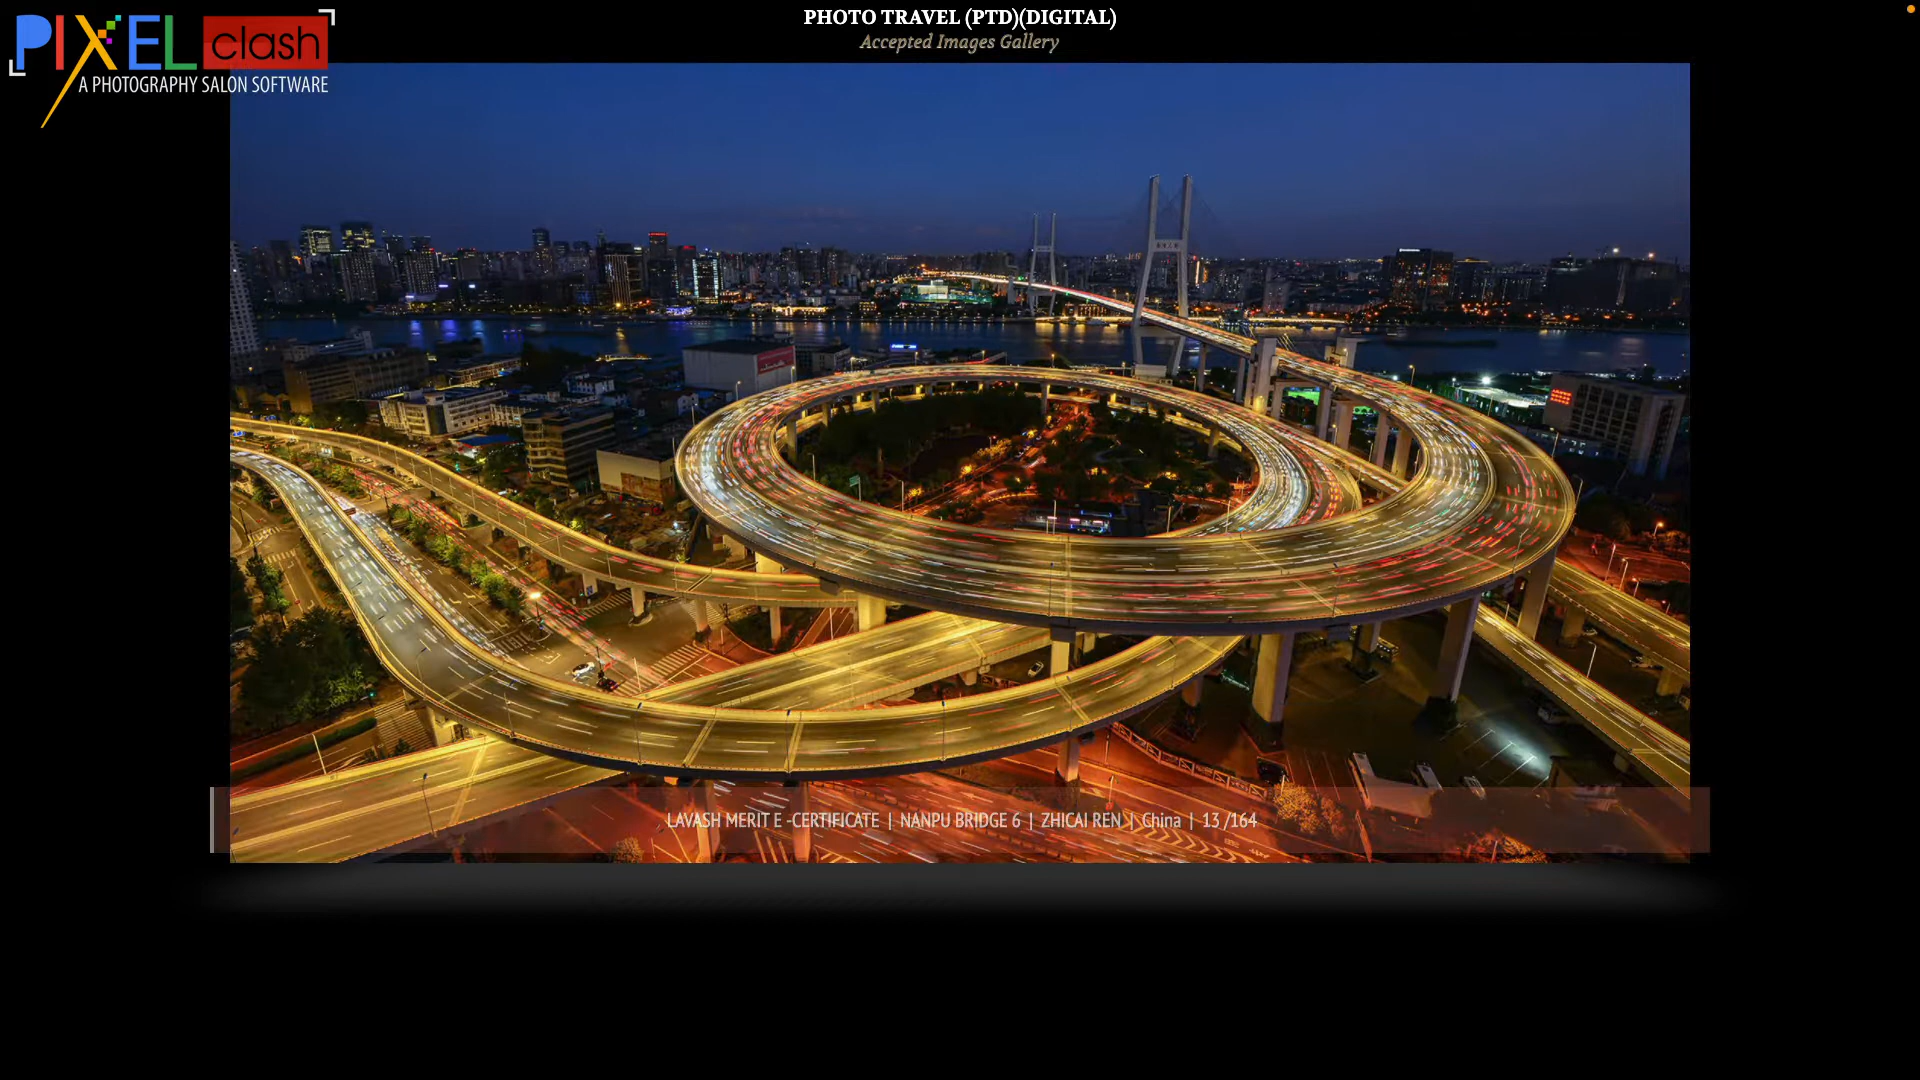 PIXEL clash
A PHOTOGRAPHY SALON SOFTWARE
PHOTO TRAVEL (PTD)(DIGITAL)
Accepted Images Gallery
LAVASH MERIT E -CERTIFICATE | NANPU BRIDGE 6 | ZHICAI REN | China | 13 /164